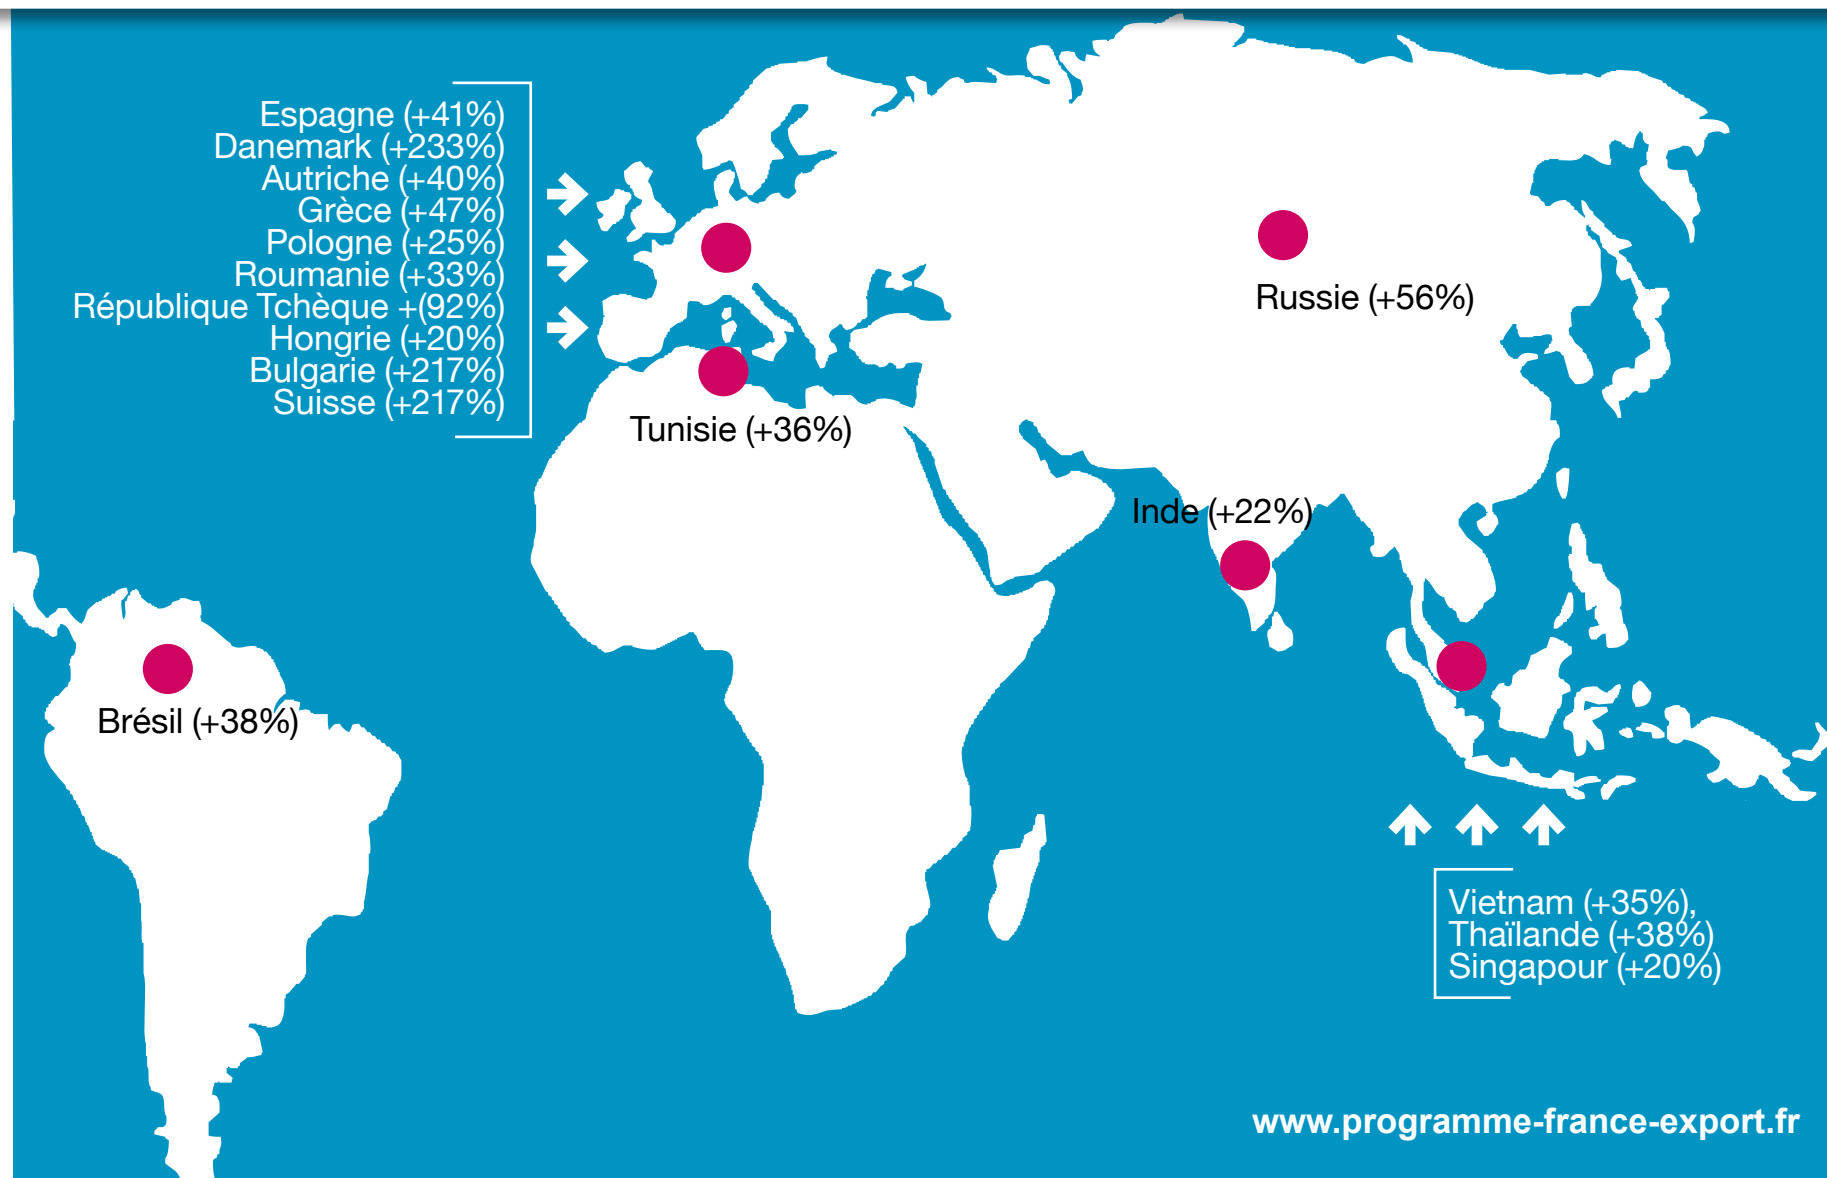 Espagne (+41%)
Danemark (+233%)
Autriche (+40%)
Grèce (+47%)
Pologne (+25%)
Roumanie (+33%)
République Tchèque +(92%)
Hongrie (+20%)
Bulgarie (+217%)
Suisse (+217%)
Russie (+56%)
Tunisie (+36%)
Inde (+22%)
Brésil (+38%)
Vietnam (+35%),
Thaïlande (+38%)
Singapour (+20%)
www.programme-france-export.fr